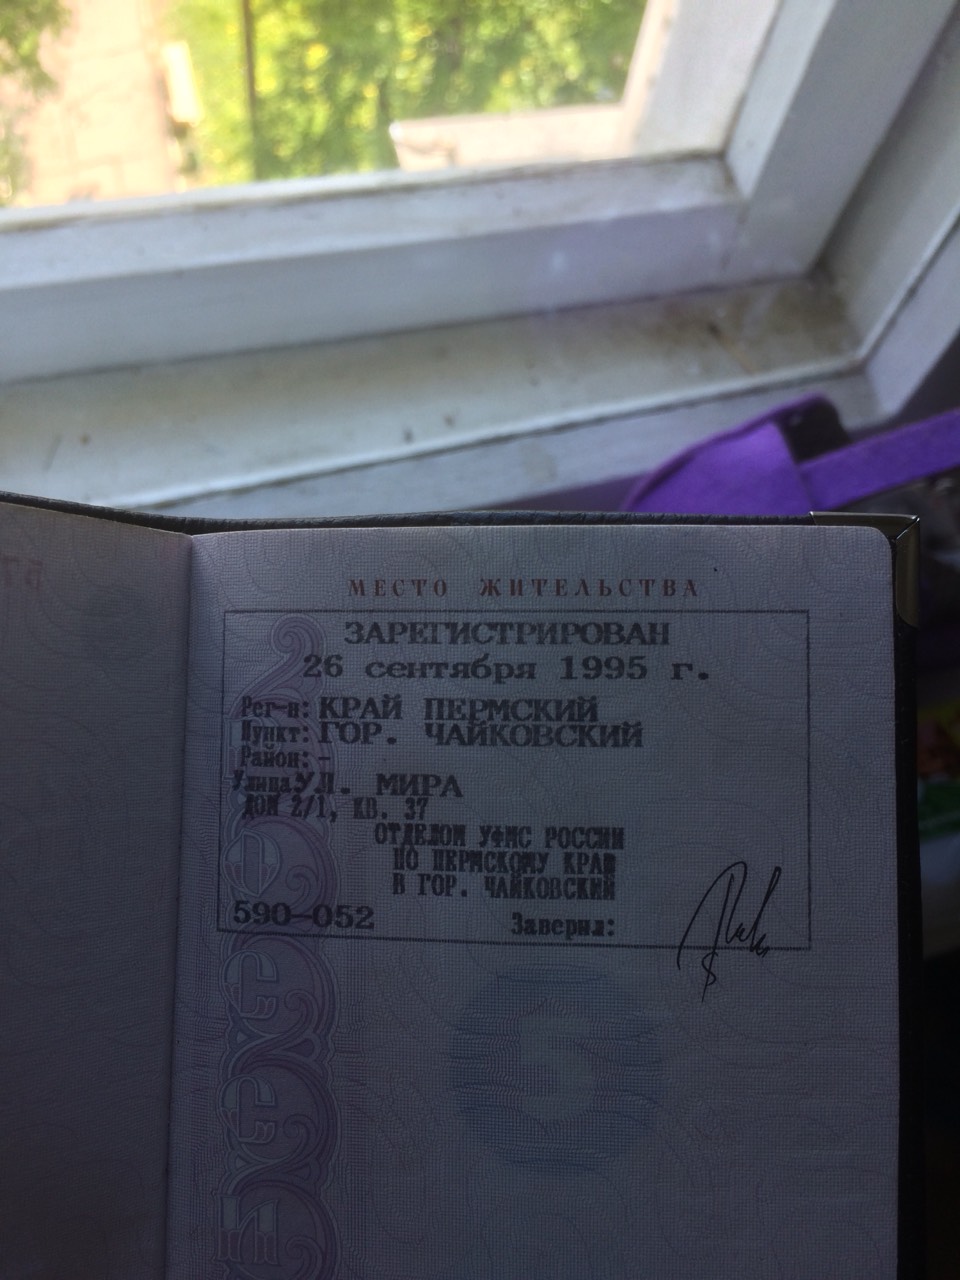 МЕСТО ЖИТЕЛЬСТВА
ЗАРЕГИСТРИРОВАН
26 сентября 1995 г.
Рег-н: КРАЙ ПЕРМСКИЙ
Пункт: ГОР. ЧАЙКОВСКИЙ
Район: -
Улица: УЛ. МИРА
ДОМ 2/1, КВ. 37
ОТДЕЛОМ УФМС РОССИИ
ПО ПЕРМСКОМУ КРАЮ
В ГОР. ЧАЙКОВСКИЙ
590-052 Заверил: